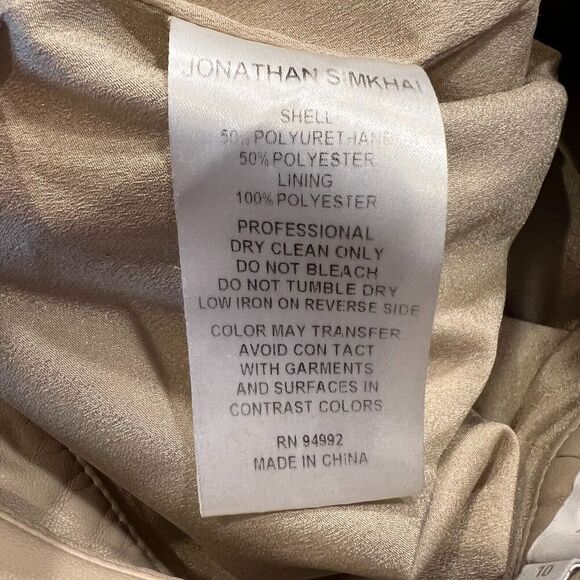 JONATHAN SIMKHAI
SHELL
50% POLYURETHANE
50% POLYESTER
LINING
100% POLYESTER
PROFESSIONAL
DRY CLEAN ONLY
DO NOT BLEACH
DO NOT TUMBLE DRY
LOW IRON ON REVERSE SIDE
COLOR MAY TRANSFER
AVOID CON TACT
WITH GARMENTS
AND SURFACES IN
CONTRAST COLORS
RN 94992
MADE IN CHINA
10